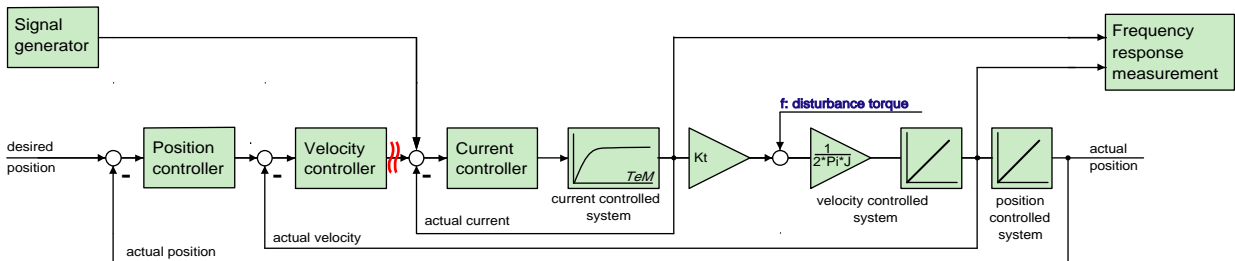 Signal
generator
Frequency
response
measurement
f: disturbance torque
desired
position
-
Position
controller
-
Velocity
controller
-
Current
controller
TeM
current controlled
system
Kt
1
2*Pi*J
velocity controlled
system
position
controlled
system
actual
position
actual current
actual velocity
actual position